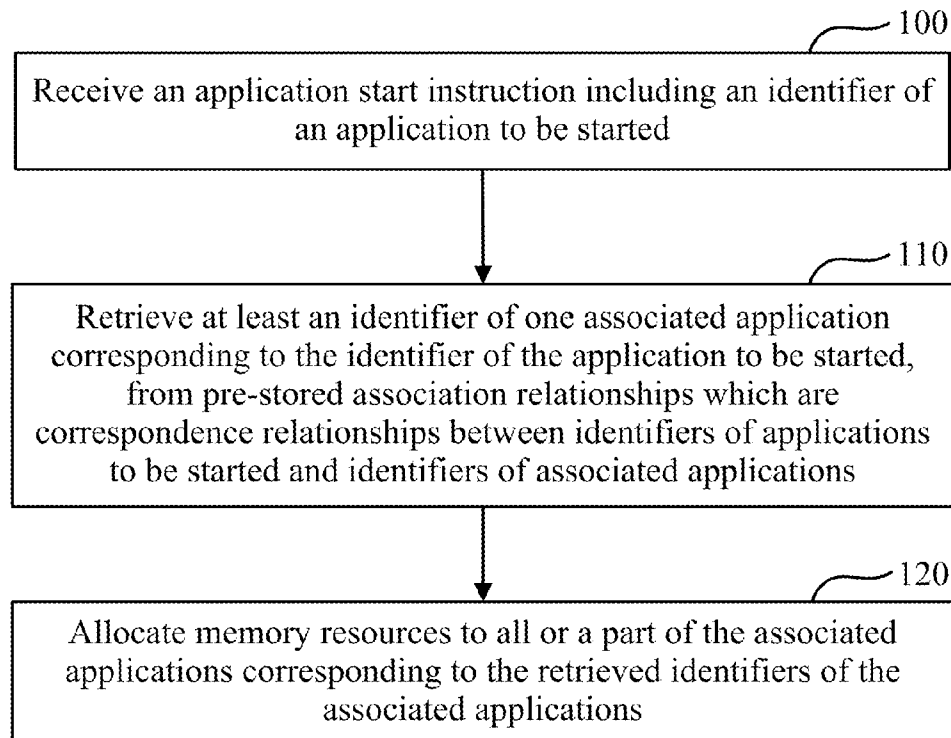 100
Receive an application start instruction including an identifier of
an application to be started
110
Retrieve at least an identifier of one associated application
corresponding to the identifier of the application to be started,
from pre-stored association relationships which are
correspondence relationships between identifiers of applications
to be started and identifiers of associated applications
120
Allocate memory resources to all or a part of the associated
applications corresponding to the retrieved identifiers of the
associated applications